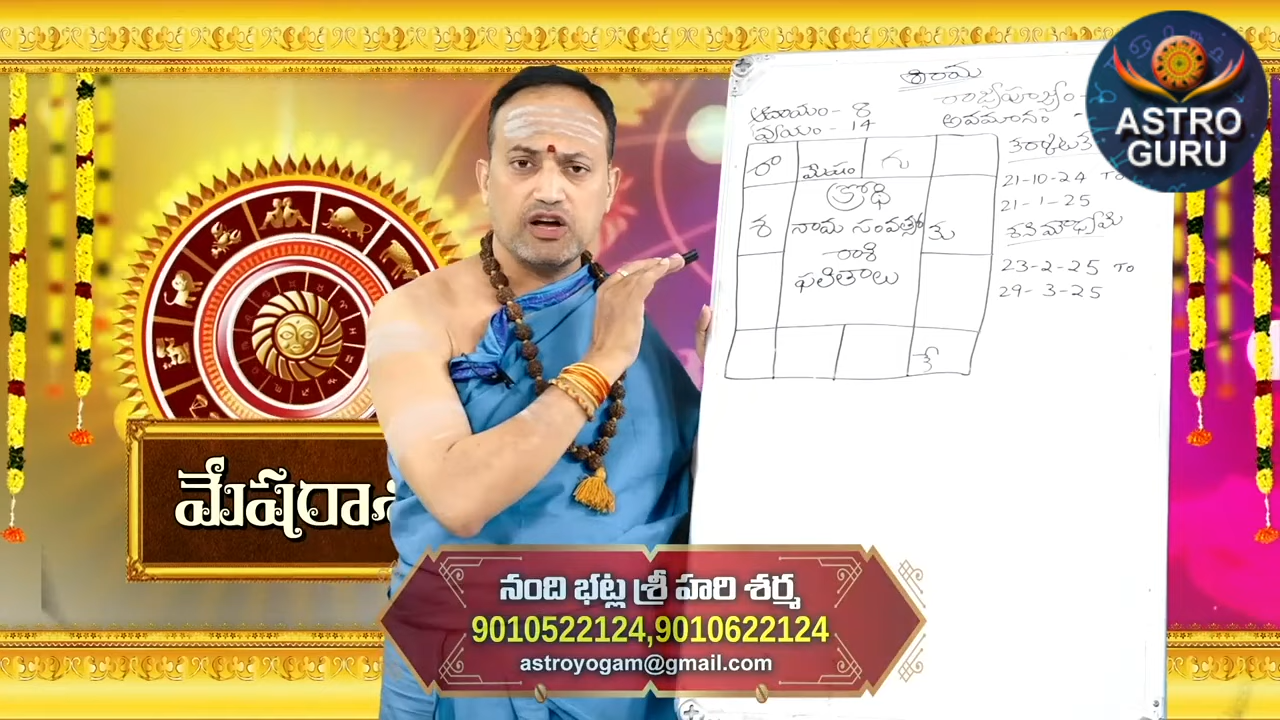 శ్రీరామ
ఆదాయం- 8
వ్యయం - 14
రాజ్యపూజ్యం-
అవమానం -
ASTRO
GURU
రా
మేషం
గు
క్రోధి
శ
నామ సంవత్సర
కు
రాశి
ఫలితాలు
కే
21-10-24 TO
21-1-25
23-2-25 TO
29-3-25
మేషరాశి
నంది భట్ల శ్రీ హరి శర్మ
9010522124,9010622124
astroyogam@gmail.com